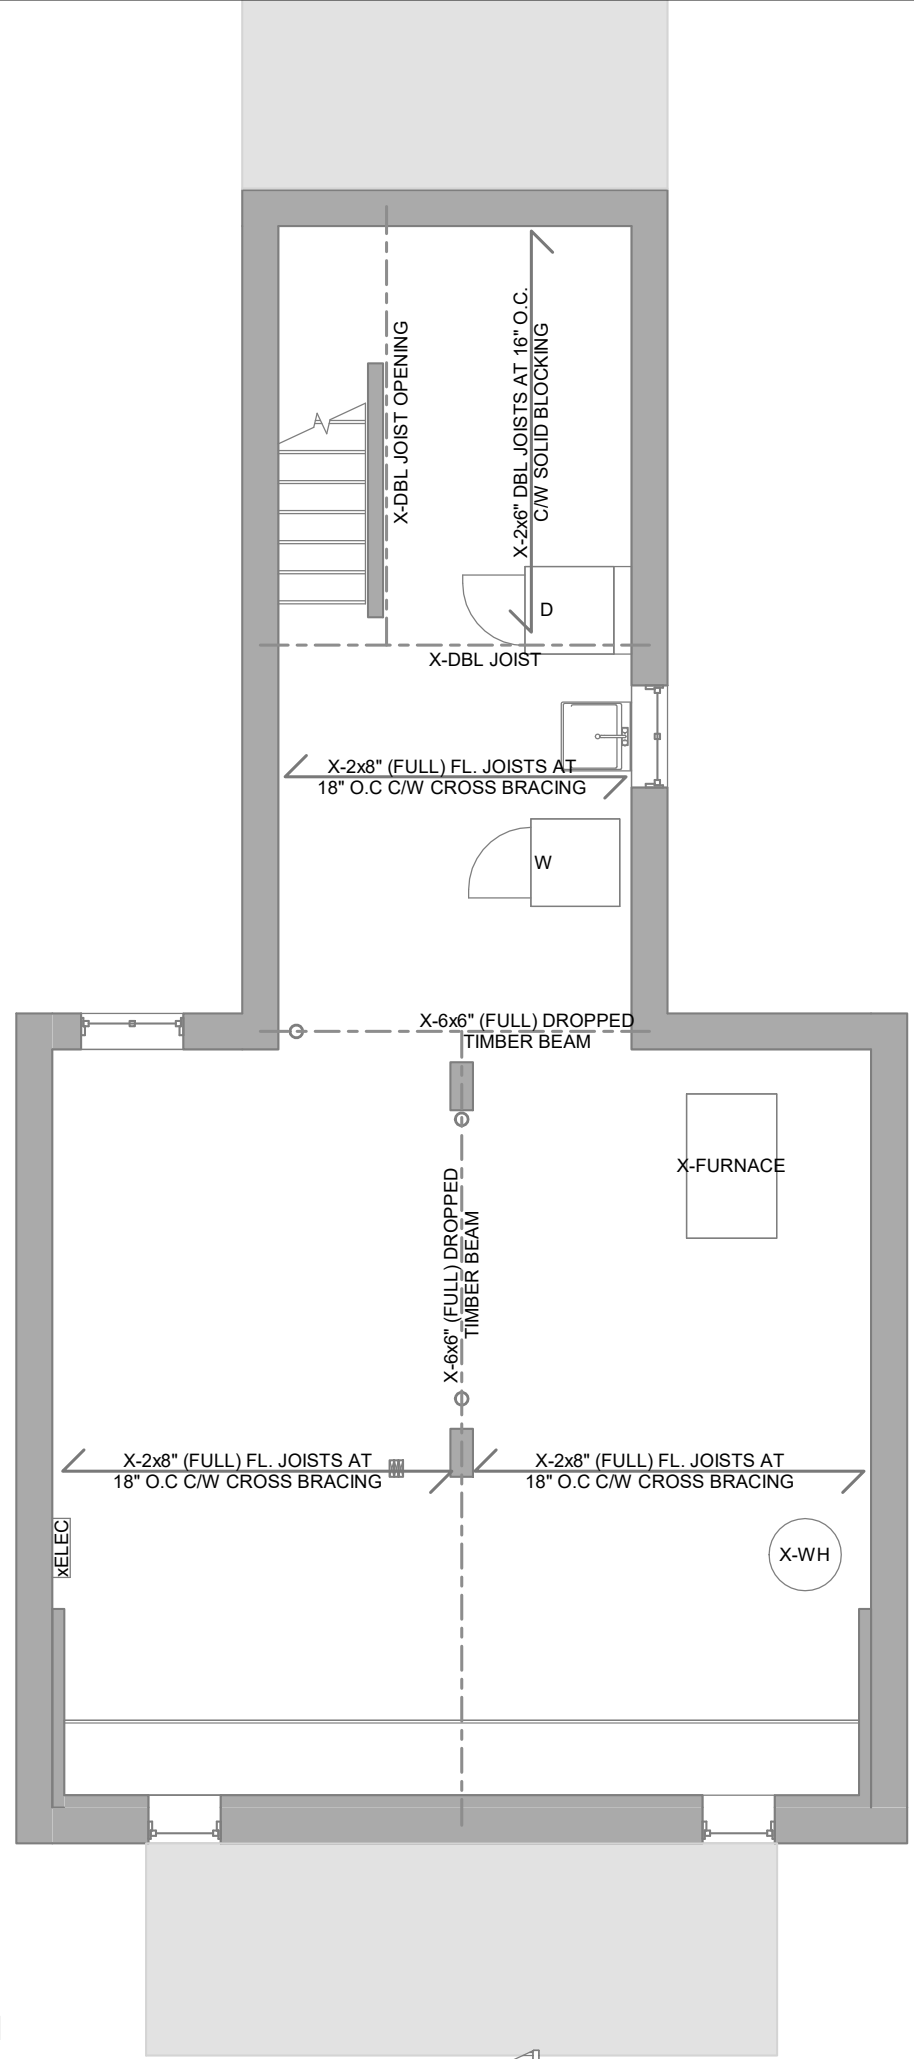 X-DBL JOIST OPENING
X-2x6" DBL JOISTS AT 16" O.C.
C/W SOLID BLOCKING
D
X-DBL JOIST
X-2x8" (FULL) FL. JOISTS AT
18" O.C C/W CROSS BRACING
W
X-6x6" (FULL) DROPPED
TIMBER BEAM
X-FURNACE
X-6x6" (FULL) DROPPED
TIMBER BEAM
X-2x8" (FULL) FL. JOISTS AT
18" O.C C/W CROSS BRACING
X-2x8" (FULL) FL. JOISTS AT
18" O.C C/W CROSS BRACING
xELEC
X-WH